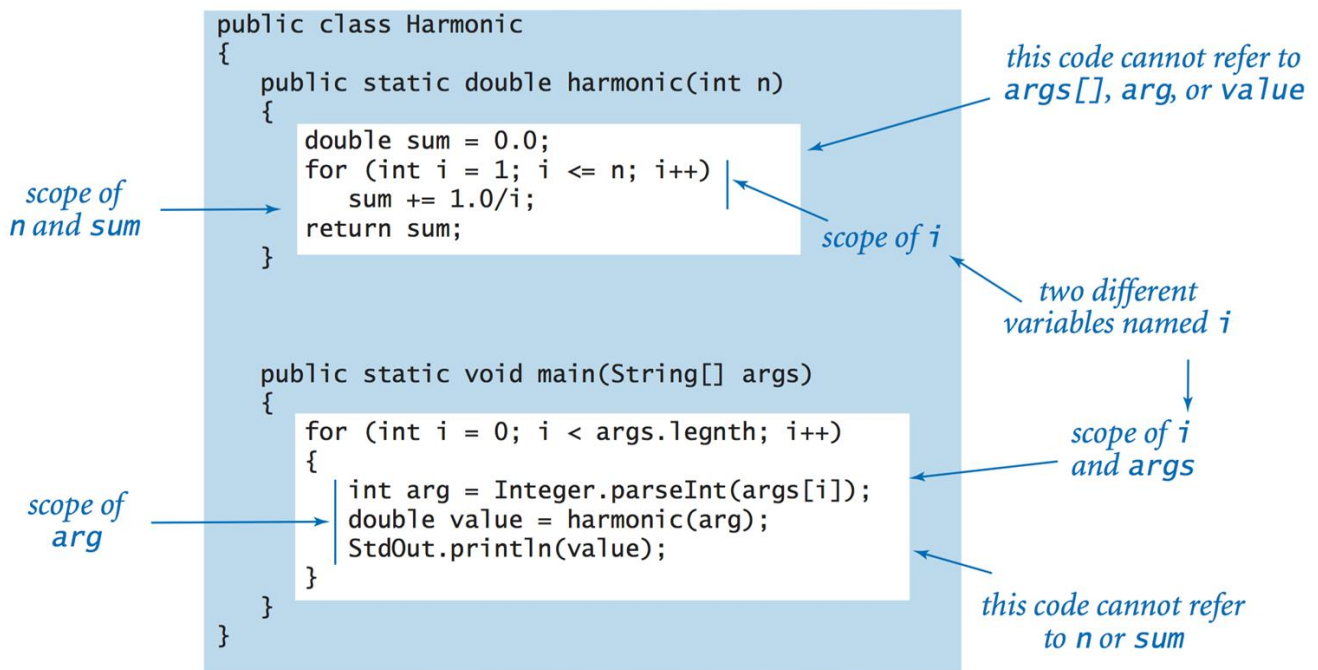 public class Harmonic
{
public static double harmonic(int n)
{
double sum = 0.0;
for (int i = 1; i <= n; i++)
sum += 1.0/i;
return sum;
}
public static void main(String[] args)
{
for (int i = 0; i < args.legnth; i++)
{
int arg = Integer.parseInt(args[i]);
double value = harmonic(arg);
StdOut.println(value);
}
}
}
this code cannot refer to
args[], arg, or value
scope of
n and sum
scope of i
two different
variables named i
scope of i
and args
scope of
arg
this code cannot refer
to n or sum